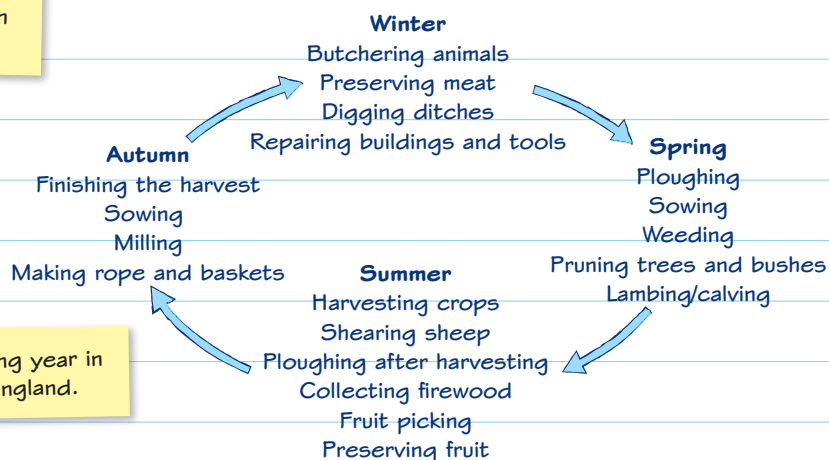 Winter
Butchering animals
Preserving meat
Digging ditches
Repairing buildings and tools
Spring
Ploughing
Sowing
Weeding
Pruning trees and bushes
Lambing/calving
Summer
Harvesting crops
Shearing sheep
Ploughing after harvesting
Collecting firewood
Fruit picking
Preserving fruit
Autumn
Finishing the harvest
Sowing
Milling
Making rope and baskets
year in